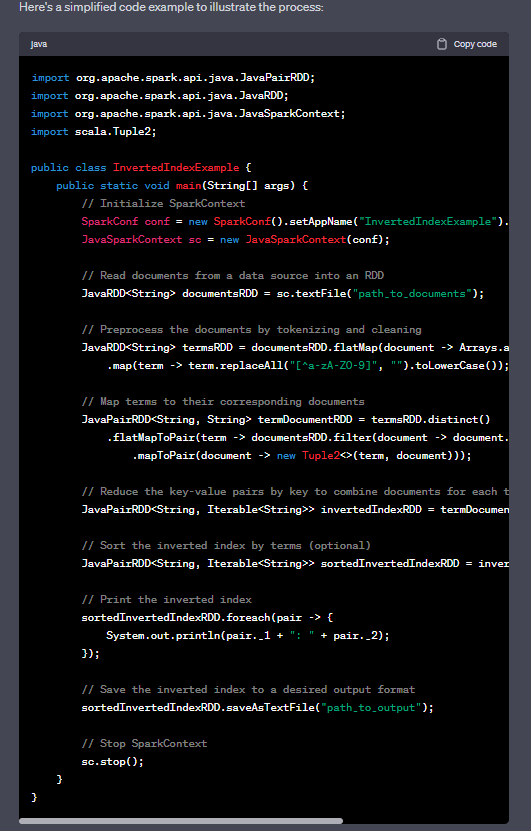 Here's a simplified code example to illustrate the process:
java
Copy code
import org.apache.spark.api.java.JavaPairRDD;
import org.apache.spark.api.java.JavaRDD;
import org.apache.spark.api.java.JavaSparkContext;
import scala.Tuple2;
public class InvertedIndexExample {
public static void main(String[] args) {
// Initialize SparkContext
SparkConf conf = new SparkConf().setAppName("InvertedIndexExample").
JavaSparkContext sc = new JavaSparkContext(conf);
// Read documents from a data source into an RDD
JavaRDD<String> documentsRDD = sc.textFile("path_to_documents");
// Preprocess the documents by tokenizing and cleaning
JavaRDD<String> termsRDD = documentsRDD.flatMap(document -> Arrays.a
.map(term -> term.replaceAll("[^a-zA-Z0-9]", "").toLowerCase());
// Map terms to their corresponding documents
JavaPairRDD<String, String> termDocumentRDD = termsRDD.distinct()
.flatMapToPair(term -> documentsRDD.filter(document -> document.
.mapToPair(document -> new Tuple2<>(term, document)));
// Reduce the key-value pairs by key to combine documents for each t
JavaPairRDD<String, Iterable<String>> invertedIndexRDD = termDocumen
// Sort the inverted index by terms (optional)
JavaPairRDD<String, Iterable<String>> sortedInvertedIndexRDD = inver
// Print the inverted index
sortedInvertedIndexRDD.foreach(pair -> {
System.out.println(pair._1 + ": " + pair._2);
});
// Save the inverted index to a desired output format
sortedInvertedIndexRDD.saveAsTextFile("path_to_output");
// Stop SparkContext
sc.stop();
}
}